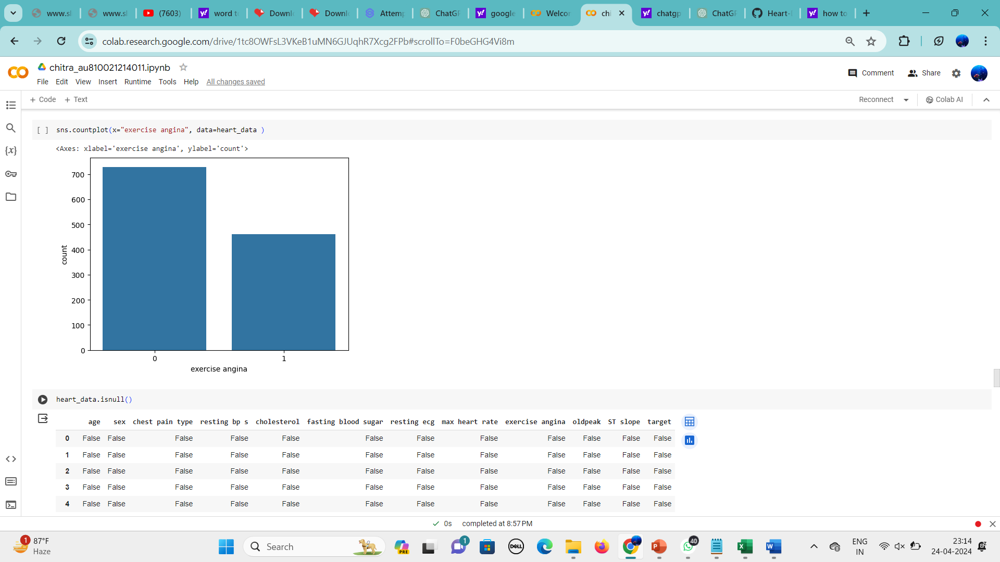 www.sl
www.sl
(7603)
word to
Downl
Downl
Attemp
ChatGP
google
Welcor
chi
chatgp
ChatGP
Heart-
how to
colab.research.google.com/drive/1tc8OWFsL3VKeB1uMN6GJUqhR7Xcg2FPb#scrollTo=F0beGHG4Vi8m
chitra_au810021214011.ipynb
Comment
Share
File Edit View Insert Runtime Tools Help All changes saved
+ Code + Text
Reconnect
Colab AI
[ ] sns.countplot(x="exercise angina", data=heart_data )
<Axes: xlabel='exercise angina', ylabel='count'>
700
600
500
400
300
200
100
0
count
0 1
exercise angina
heart_data.isnull()
age sex chest pain type resting bp s cholesterol fasting blood sugar resting ecg max heart rate exercise angina oldpeak ST slope target
0 False False False False False False False False False False False False
1 False False False False False False False False False False False False
2 False False False False False False False False False False False False
3 False False False False False False False False False False False False
4 False False False False False False False False False False False False
0s completed at 8:57 PM
1
87°F
Haze
Search
PRE
1
DELL
40
ENG
IN
23:14
24-04-2024